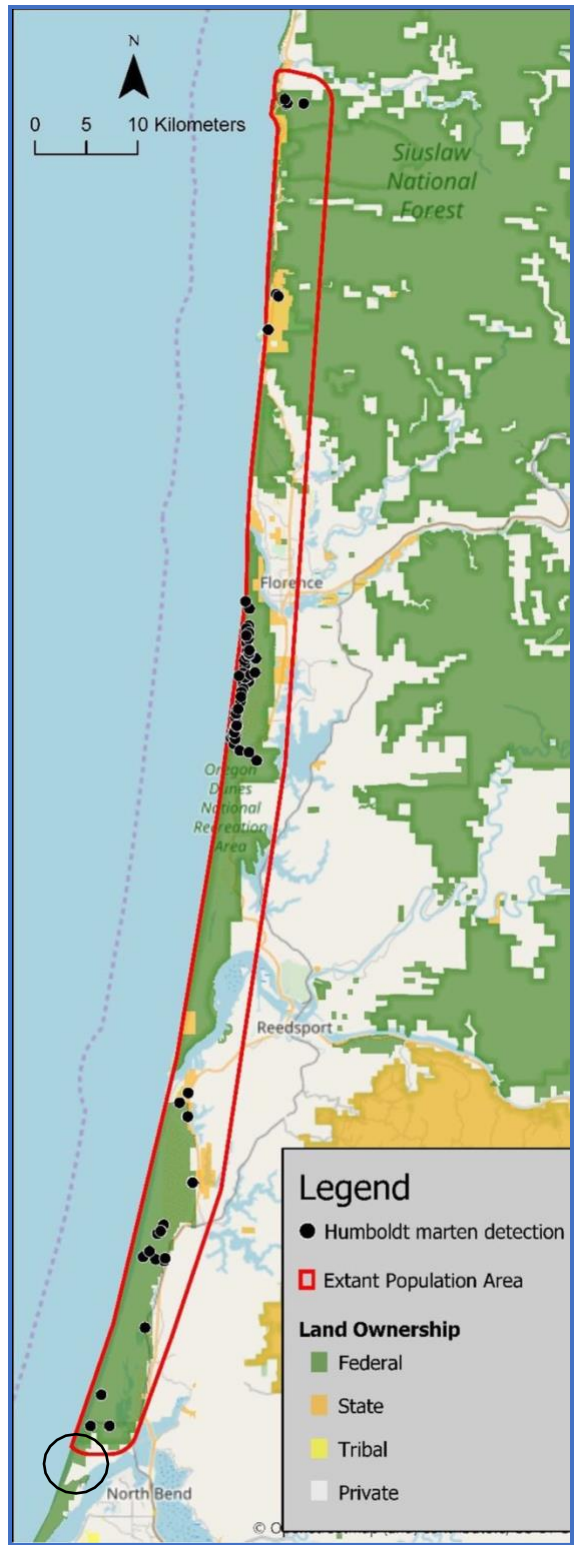 N
0 5 10 Kilometers
Siuslaw
National
Forest
Florence
Oregon
Dunes
National
Recreation
Area
Reedsport
Legend
Humboldt marten detection
Extant Population Area
Land Ownership
Federal
State
Tribal
Private
North Bend
©